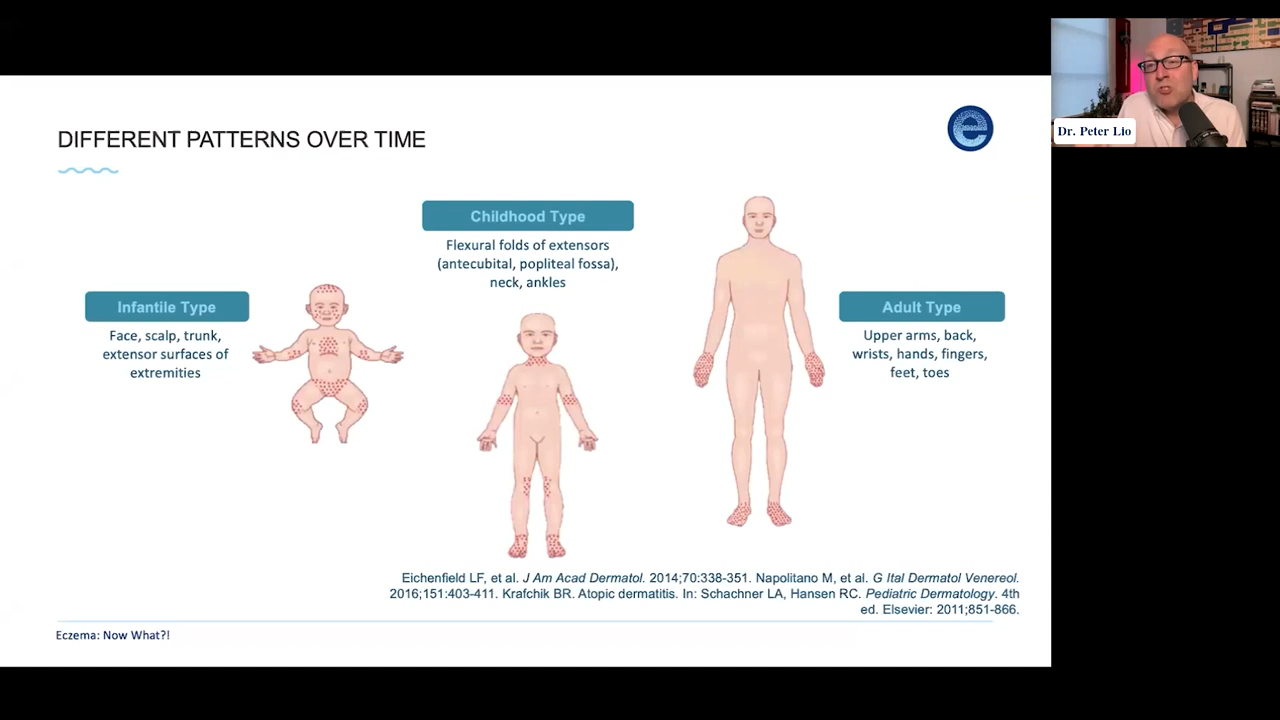 DIFFERENT PATTERNS OVER TIME
e
Dr. Peter Lio
Childhood Type
Flexural folds of extensors
(antecubital, popliteal fossa),
neck, ankles
Infantile Type
Face, scalp, trunk,
extensor surfaces of
extremities
Adult Type
Upper arms, back,
wrists, hands, fingers,
feet, toes
Eichenfield LF, et al. J Am Acad Dermatol. 2014;70:338-351. Napolitano M, et al. G Ital Dermatol Venereol.
2016;151:403-411. Krafchik BR. Atopic dermatitis. In: Schachner LA, Hansen RC. Pediatric Dermatology. 4th
ed. Elsevier: 2011;851-866.
Eczema: Now What?!